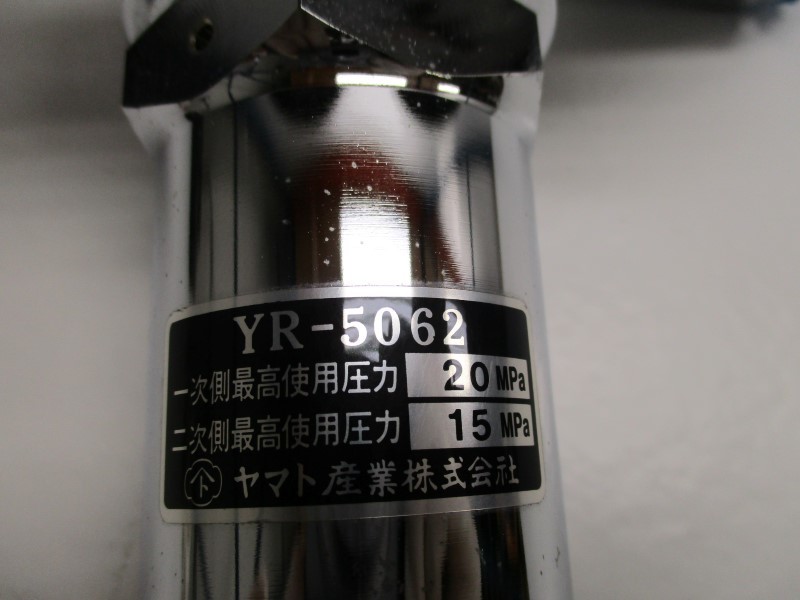 YR-5062
一次側最高使用圧力 20 MPa
二次側最高使用圧力 15 MPa
ヤマト産業株式会社